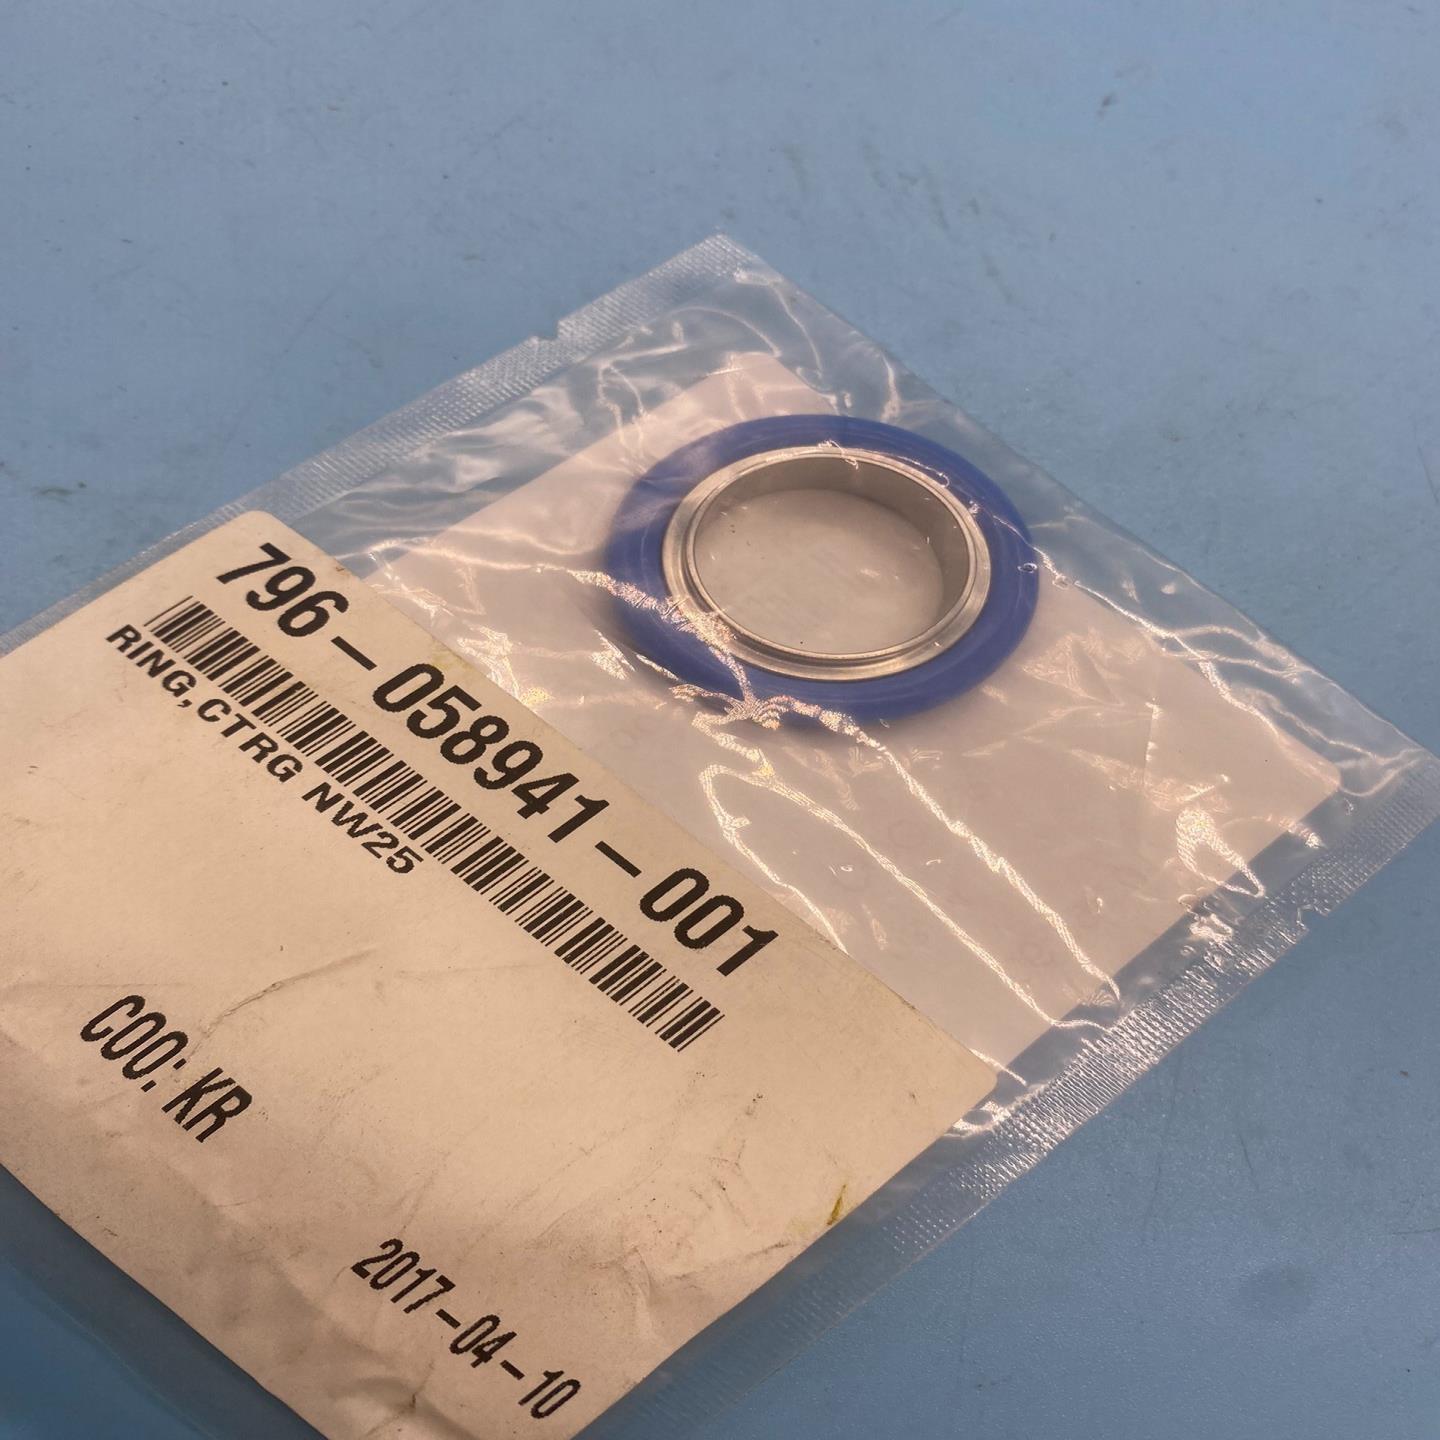 796-058941-001
RING,CTRG NW25
COO: KR
2017-04-10